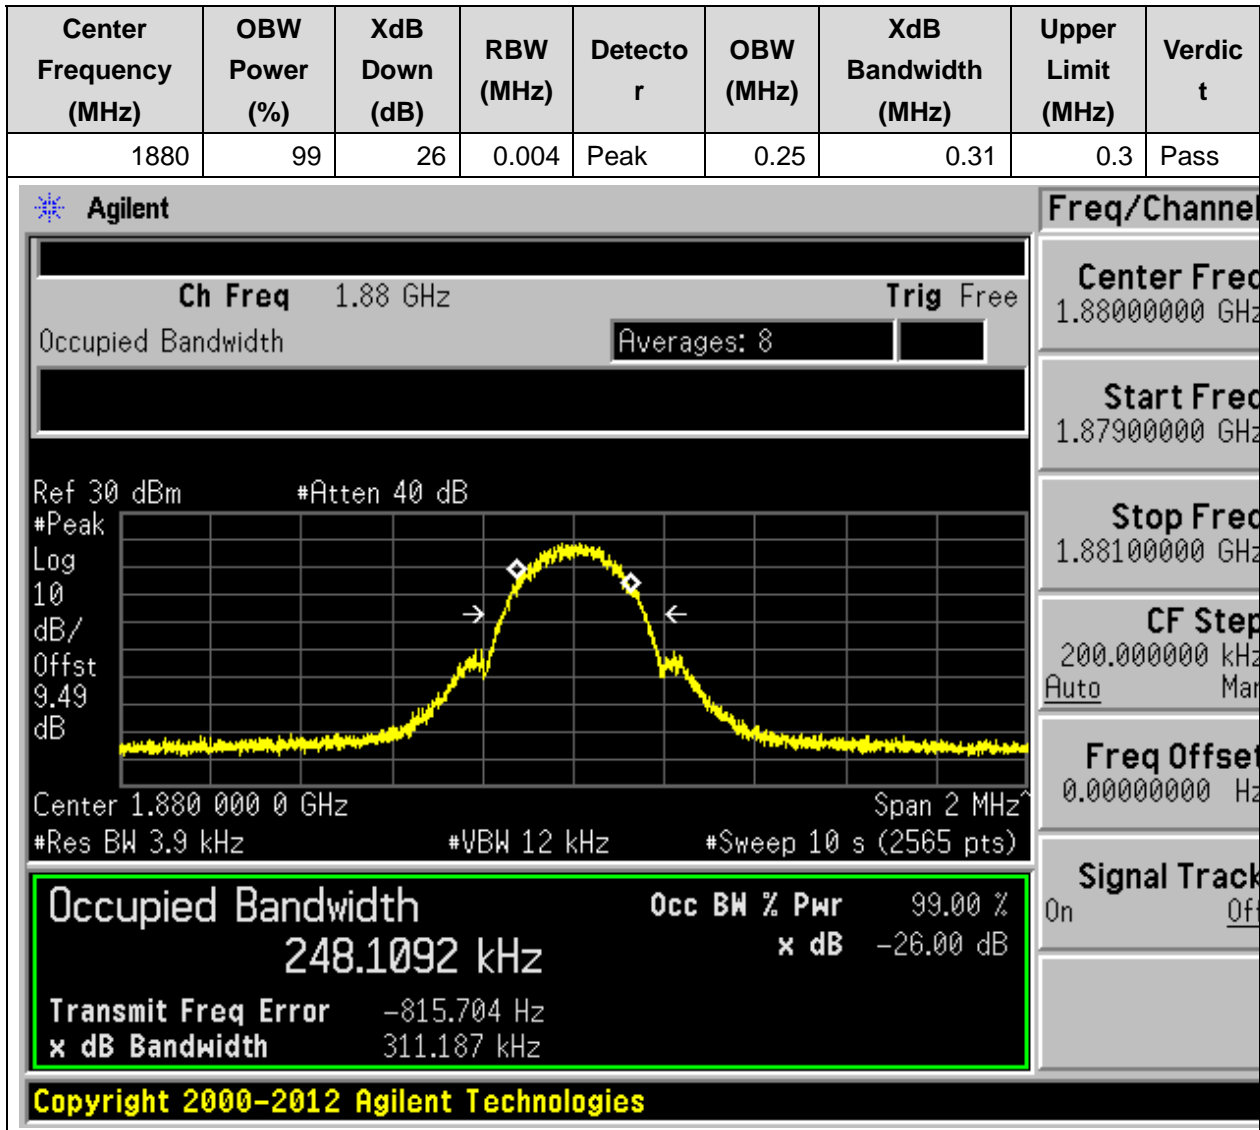 Center Frequency (MHz) OBW Power (%) XdB Down (dB) RBW (MHz) Detecto r OBW (MHz) XdB Bandwidth (MHz) Upper Limit (MHz) Verdic t
1880 99 26 0.004 Peak 0.25 0.31 0.3 Pass
Agilent
Freq/Channel
Ch Freq 1.88 GHz Trig Free
Occupied Bandwidth Averages: 8
Center Freq
1.88000000 GHz
Start Freq
1.87900000 GHz
Stop Freq
1.88100000 GHz
CF Step
200.000000 kHz
Auto Man
Freq Offset
0.00000000 Hz
Signal Track
On Off
Ref 30 dBm #Atten 40 dB
#Peak
Log
10
dB/
Offst
9.49
dB
Center 1.880 000 0 GHz Span 2 MHz^
#Res BW 3.9 kHz #VBW 12 kHz #Sweep 10 s (2565 pts)
Occupied Bandwidth Occ BW % Pwr 99.00 %
248.1092 kHz x dB -26.00 dB
Transmit Freq Error -815.704 Hz
x dB Bandwidth 311.187 kHz
Copyright 2000-2012 Agilent Technologies